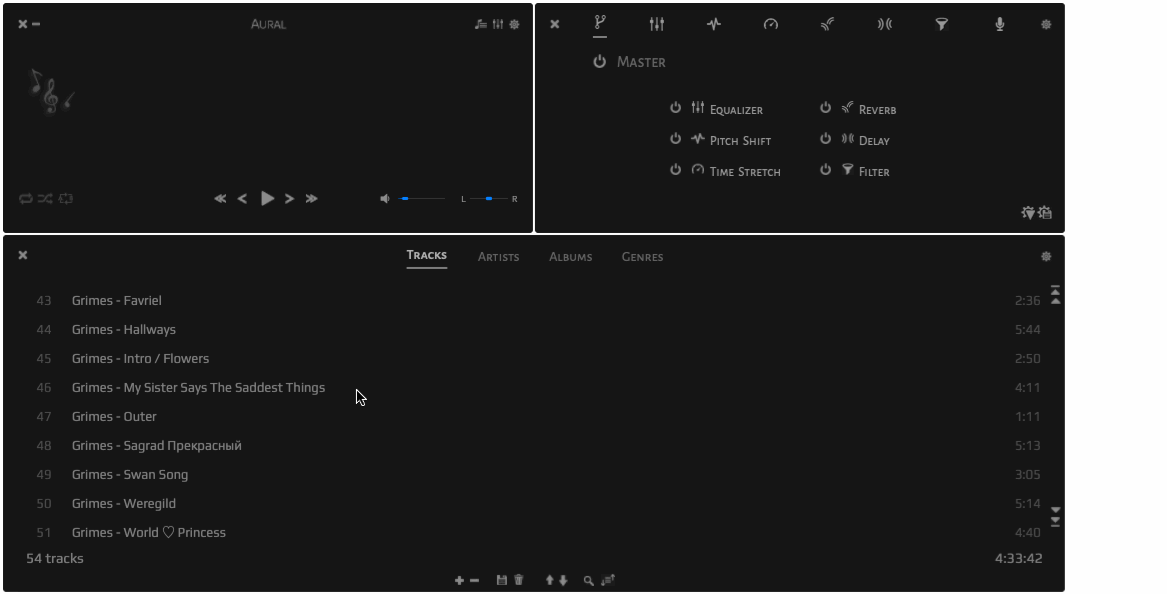 AURAL
MASTER
EQUALIZER
REVERB
PITCH SHIFT
DELAY
TIME STRETCH
FILTER
L R
TRACKS ARTISTS ALBUMS GENRES
43 Grimes - Favriel 2:36
44 Grimes - Hallways 5:44
45 Grimes - Intro / Flowers 2:50
46 Grimes - My Sister Says The Saddest Things 4:11
47 Grimes - Outer 1:11
48 Grimes - Sagrad Прекрасный 5:13
49 Grimes - Swan Song 3:05
50 Grimes - Weregild 5:14
51 Grimes - World ♡ Princess 4:40
54 tracks 4:33:42